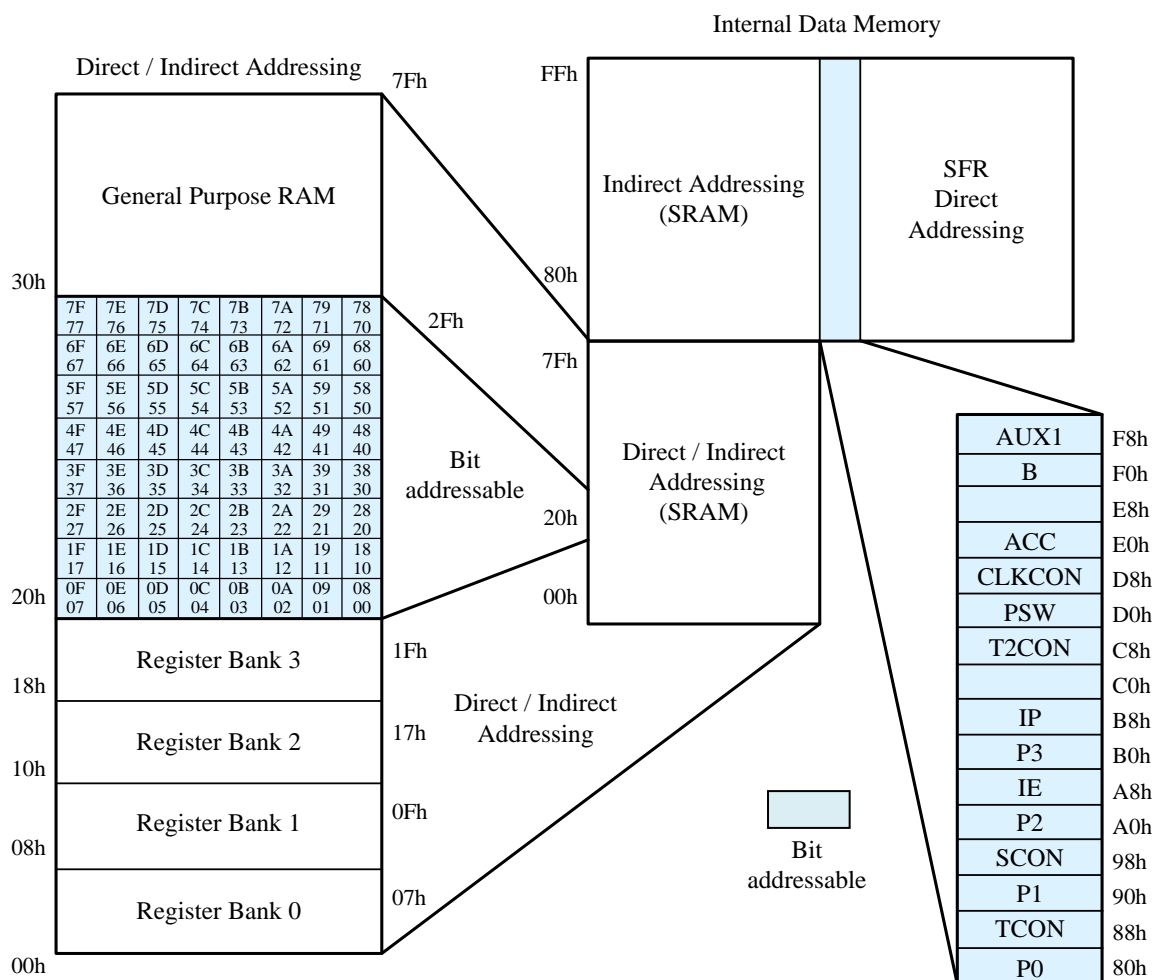 Internal Data Memory
Direct / Indirect Addressing
7Fh
General Purpose RAM
30h
7F 7E 7D 7C 7B 7A 79 78
77 76 75 74 73 72 71 70
6F 6E 6D 6C 6B 6A 69 68
67 66 65 64 63 62 61 60
5F 5E 5D 5C 5B 5A 59 58
57 56 55 54 53 52 51 50
4F 4E 4D 4C 4B 4A 49 48
47 46 45 44 43 42 41 40
3F 3E 3D 3C 3B 3A 39 38
37 36 35 34 33 32 31 30
2F 2E 2D 2C 2B 2A 29 28
27 26 25 24 23 22 21 20
1F 1E 1D 1C 1B 1A 19 18
17 16 15 14 13 12 11 10
0F 0E 0D 0C 0B 0A 09 08
07 06 05 04 03 02 01 00
20h
2Fh
Bit
addressable
20h
Register Bank 3
1Fh
18h
Register Bank 2
17h
10h
Register Bank 1
0Fh
08h
Register Bank 0
07h
00h
Direct / Indirect
Addressing
FFh
Indirect Addressing
(SRAM)
80h
SFR
Direct
Addressing
7Fh
Direct / Indirect
Addressing
(SRAM)
00h
Bit
addressable
AUX1 F8h
B F0h
E8h
ACC E0h
CLKCON D8h
PSW D0h
T2CON C8h
C0h
IP B8h
P3 B0h
IE A8h
P2 A0h
SCON 98h
P1 90h
TCON 88h
P0 80h